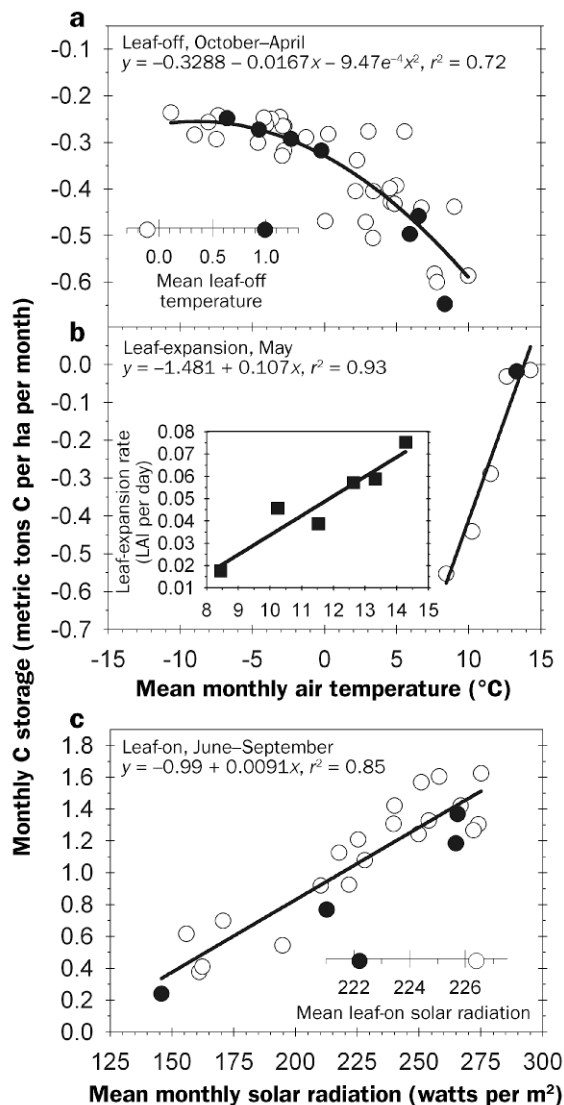 a
Leaf-off, October–April
y = –0.3288 – 0.0167x – 9.47e⁻⁴x², r² = 0.72
-0.1
-0.2
-0.3
-0.4
-0.5
-0.6
0.0 0.5 1.0
Mean leaf-off
temperature
b
Leaf-expansion, May
y = –1.481 + 0.107x, r² = 0.93
0.0
-0.1
-0.2
-0.3
-0.4
-0.5
-0.6
-0.7
Leaf-expansion rate
(LAI per day)
0.08
0.07
0.06
0.05
0.04
0.03
0.02
0.01
8 9 10 11 12 13 14 15
-15 -10 -5 0 5 10 15
Mean monthly air temperature (°C)
Monthly C storage (metric tons C per ha per month)
c
Leaf-on, June–September
y = –0.99 + 0.0091x, r² = 0.85
1.8
1.6
1.4
1.2
1.0
0.8
0.6
0.4
0.2
0.0
222 224 226
Mean leaf-on solar radiation
125 150 175 200 225 250 275 300
Mean monthly solar radiation (watts per m²)